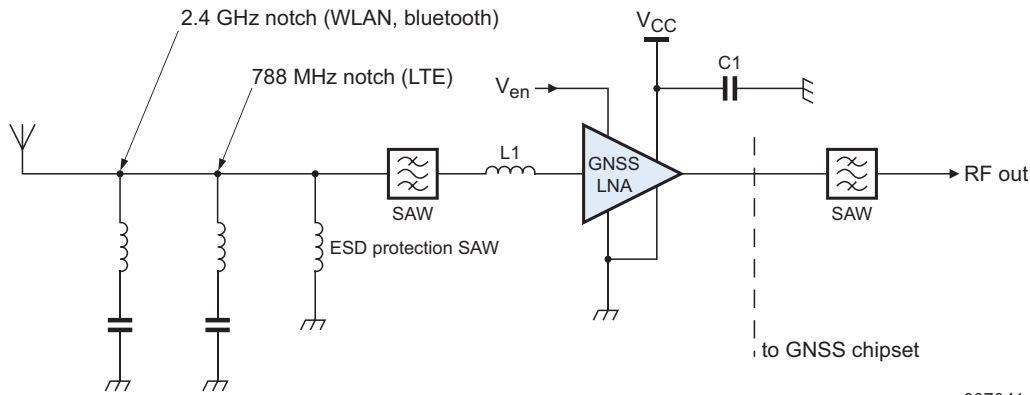 2.4 GHz notch (WLAN, bluetooth)
788 MHz notch (LTE)
VCC
C1
Ven
L1
GNSS
LNA
SAW
SAW
RF out
ESD protection SAW
to GNSS chipset